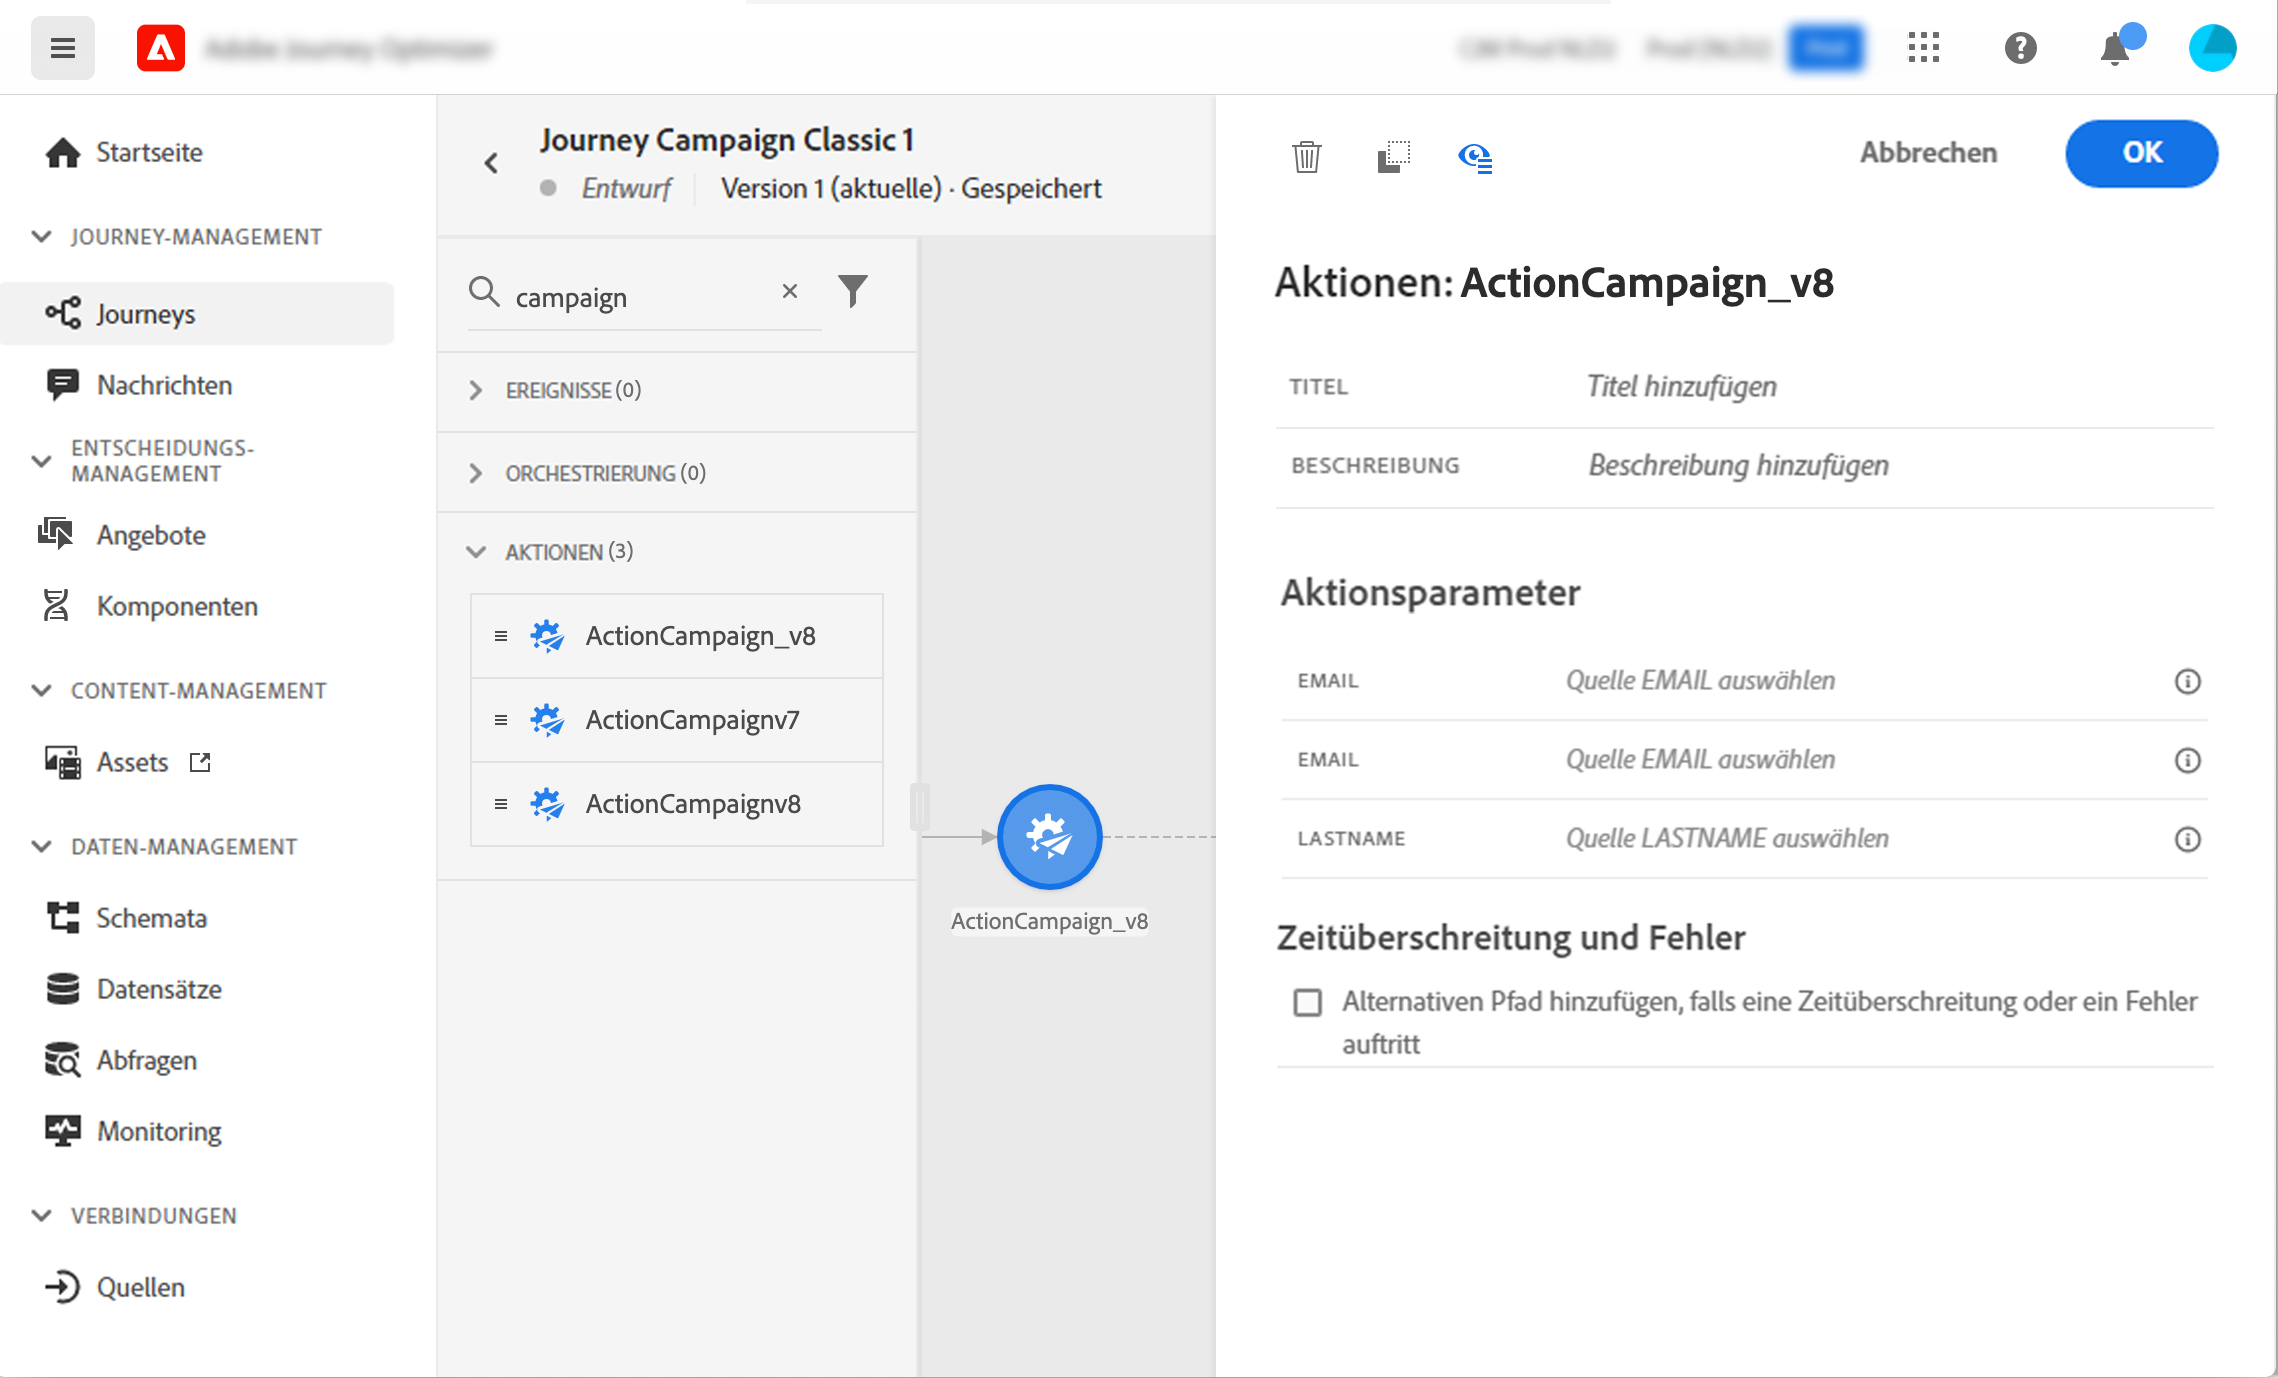 Startseite
JOURNEY-MANAGEMENT
Journeys
Nachrichten
ENTSCHEIDUNGS-
MANAGEMENT
Angebote
Komponenten
CONTENT-MANAGEMENT
Assets
DATEN-MANAGEMENT
Schemata
Datensätze
Abfragen
Monitoring
VERBINDUNGEN
Quellen
Journey Campaign Classic 1
Entwurf Version 1 (aktuelle) · Gespeichert
campaign
EREIGNISSE (0)
ORCHESTRIERUNG (0)
AKTIONEN (3)
ActionCampaign_v8
ActionCampaignv7
ActionCampaignv8
ActionCampaign_v8
Abbrechen OK
Aktionen: ActionCampaign_v8
TITEL Titel hinzufügen
BESCHREIBUNG Beschreibung hinzufügen
Aktionsparameter
EMAIL Quelle EMAIL auswählen
EMAIL Quelle EMAIL auswählen
LASTNAME Quelle LASTNAME auswählen
Zeitüberschreitung und Fehler
Alternativen Pfad hinzufügen, falls eine Zeitüberschreitung oder ein Fehler
auftritt